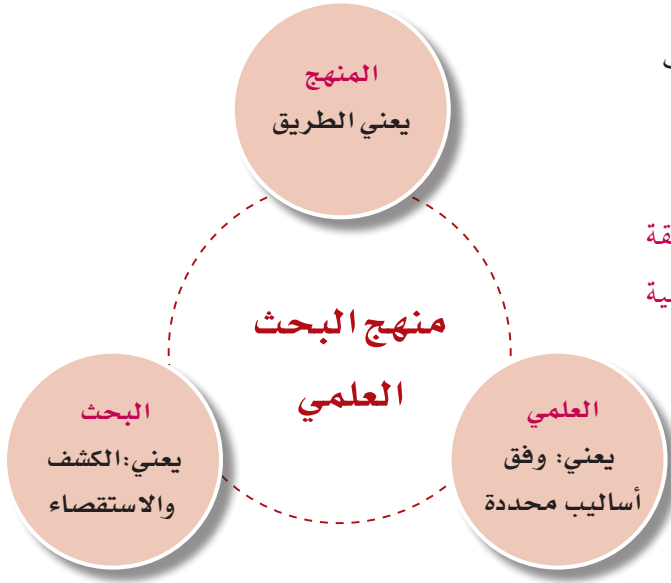 المنهج
يعني الطريق
منهج البحث
العلمي
العلمي
يعني: وفق
أساليب محددة
البحث
يعني:الكشف
والاستقصاء